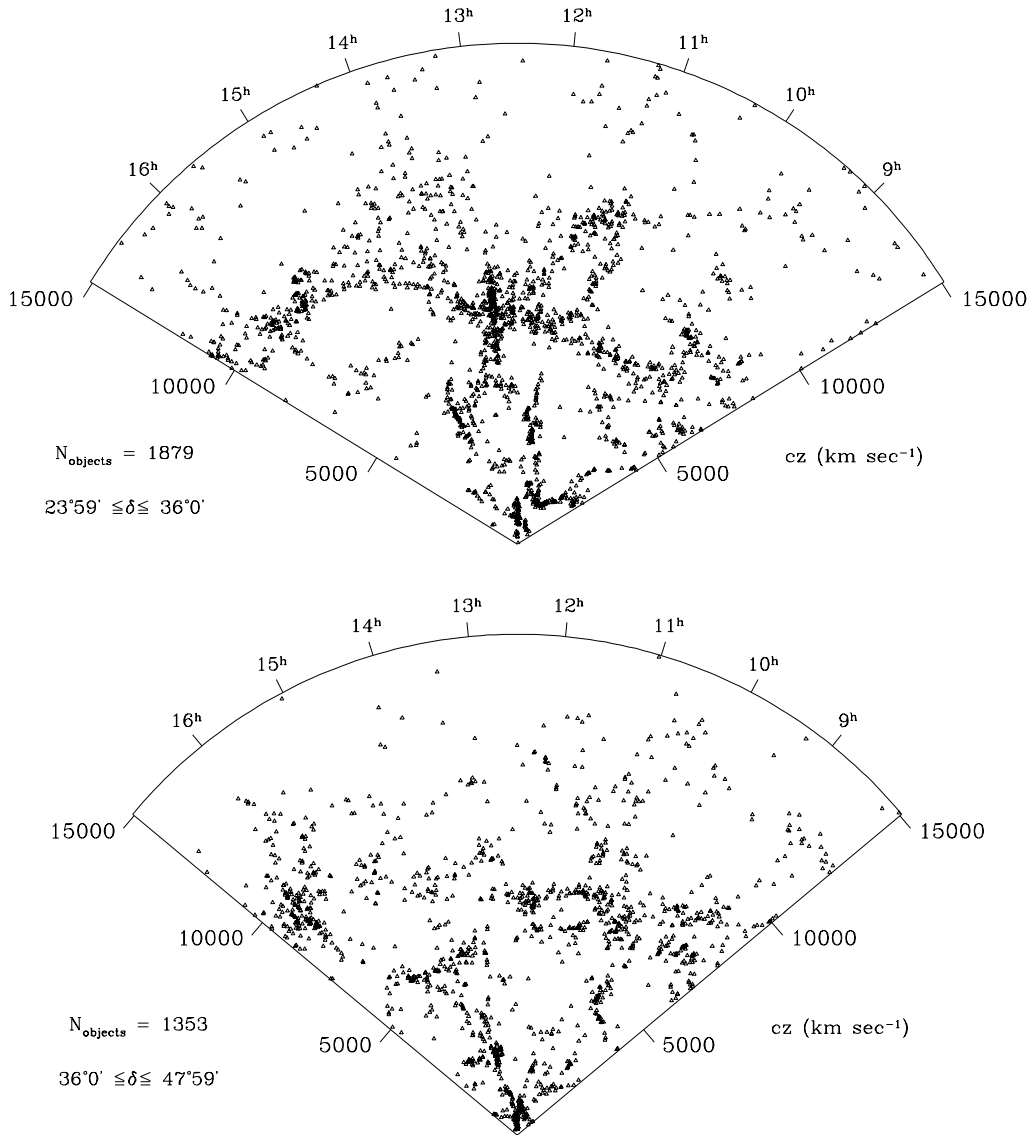 13ʰ 12ʰ
14ʰ 11ʰ
15ʰ 10ʰ
16ʰ 9ʰ
15000 15000
10000 10000
N_objects = 1879 5000 5000 cz (km sec⁻¹)
23°59' ≦δ≦ 36°0'
13ʰ 12ʰ
14ʰ 11ʰ
15ʰ 10ʰ
16ʰ 9ʰ
15000 15000
10000 10000
N_objects = 1353 5000 5000 cz (km sec⁻¹)
36°0' ≦δ≦ 47°59'